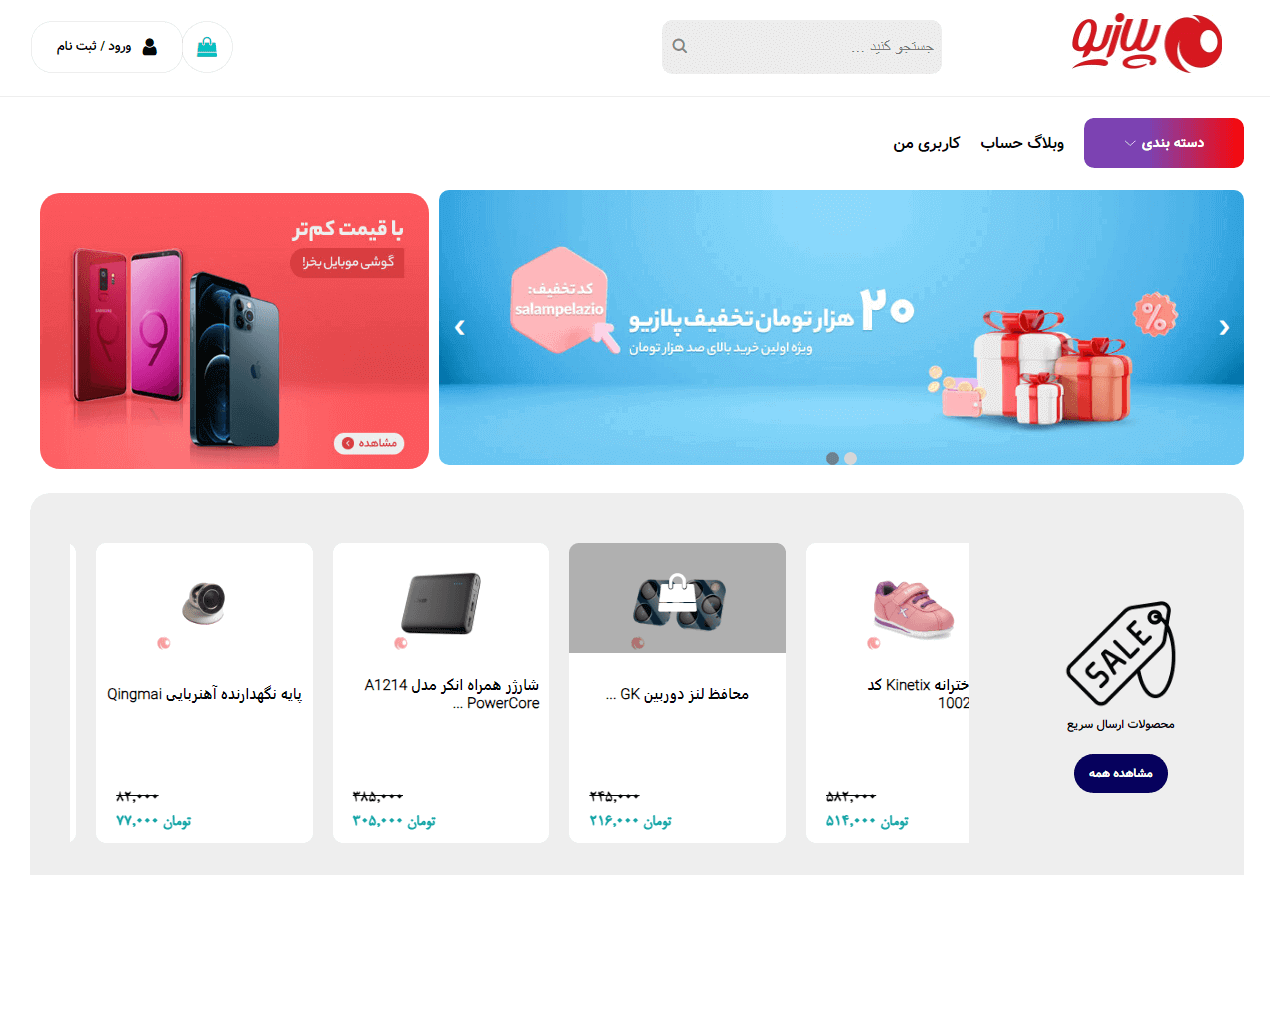 پلازیو
جستجو کنید ...
ورود / ثبت نام
دسته بندی
وبلاگ حساب
کاربری من
۲۰ هزار تومان تخفیف پلازیو
ویژه اولین خرید بالای صد هزار تومان
کد تخفیف:
salampelazio
%
با قیمت کم‌تر
گوشی موبایل بخر!
SAMSUNG
9
9
مشاهده
SALE
محصولات ارسال سریع
مشاهده همه
خترانه Kinetix کد
1002
۵۸۲,۰۰۰
۵۱۴,۰۰۰ تومان
محافظ لنز دوربین GK ...
۲۴۵,۰۰۰
۲۱۶,۰۰۰ تومان
شارژر همراه انکر مدل A1214
PowerCore ...
۳۸۵,۰۰۰
۳۰۵,۰۰۰ تومان
پایه نگهدارنده آهنربایی Qingmai
۸۲,۰۰۰
۷۷,۰۰۰ تومان